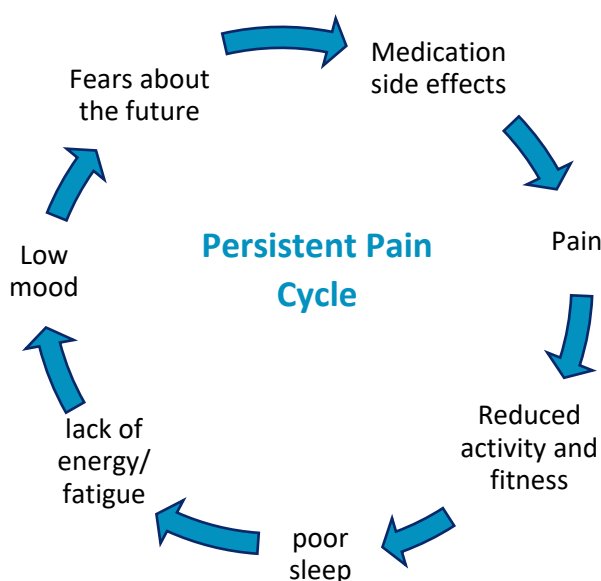 Persistent Pain
Cycle
Medication
side effects
Pain
Reduced
activity and
fitness
poor
sleep
lack of
energy/
fatigue
Low
mood
Fears about
the future